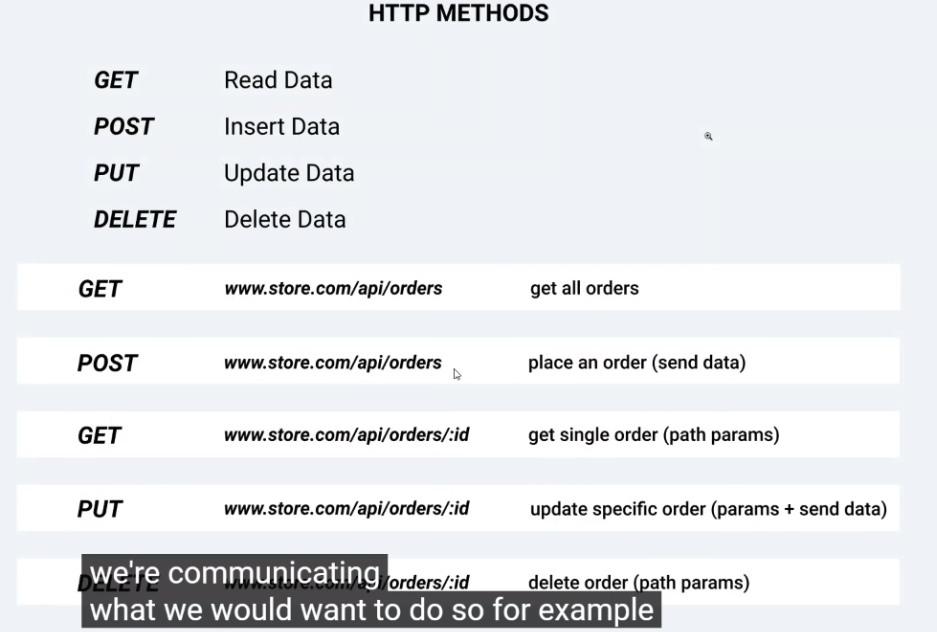 HTTP METHODS
GET Read Data
POST Insert Data
PUT Update Data
DELETE Delete Data
GET www.store.com/api/orders get all orders
POST www.store.com/api/orders place an order (send data)
GET www.store.com/api/orders/:id get single order (path params)
PUT www.store.com/api/orders/:id update specific order (params + send data)
DELETE www.store.com/api/orders/:id delete order (path params)
we're communicating
what we would want to do so for example